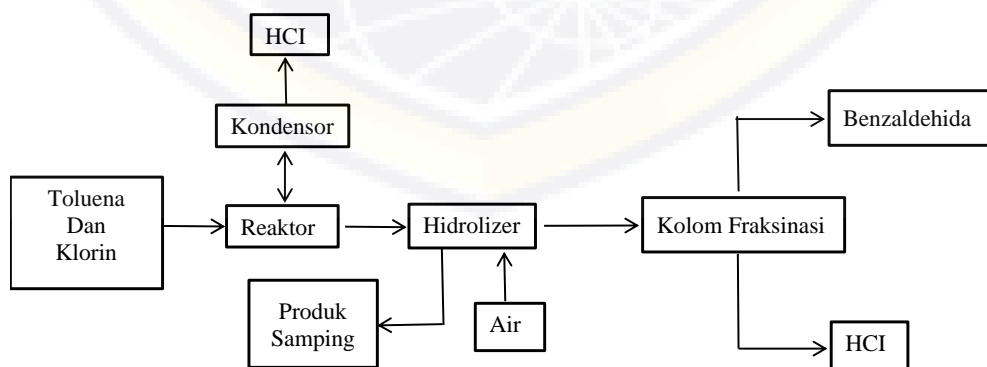 HCI
Kondensor
Benzaldehida
Toluena
Dan
Klorin
Reaktor
Hidrolizer
Kolom Fraksinasi
Produk
Samping
Air
HCI